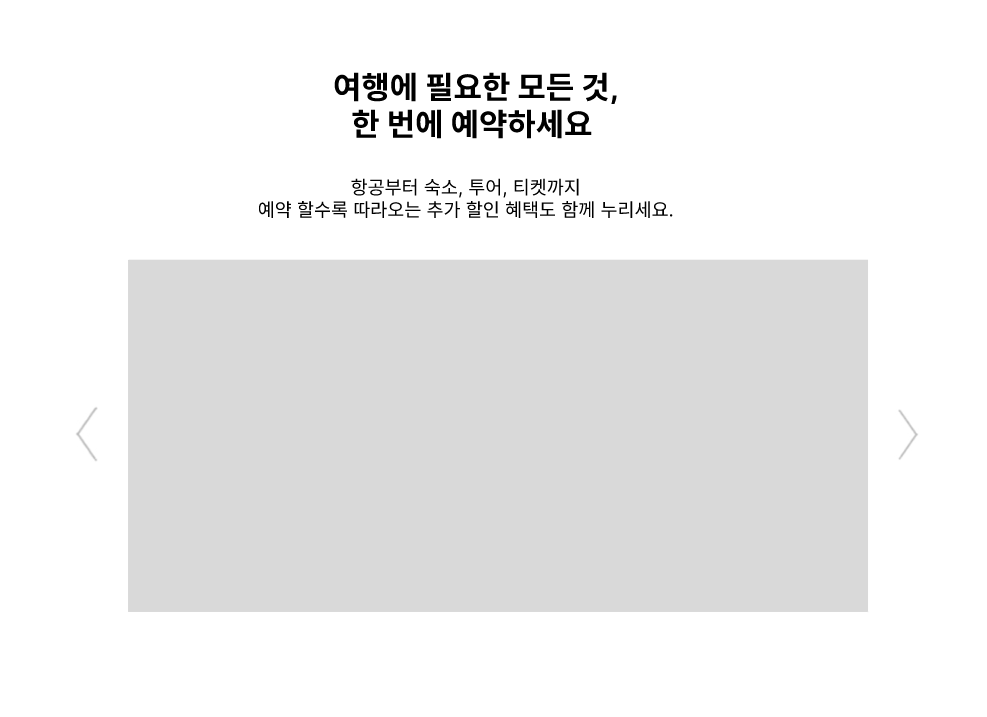 여행에 필요한 모든 것,
한 번에 예약하세요
항공부터 숙소, 투어, 티켓까지
예약 할수록 따라오는 추가 할인 혜택도 함께 누리세요.